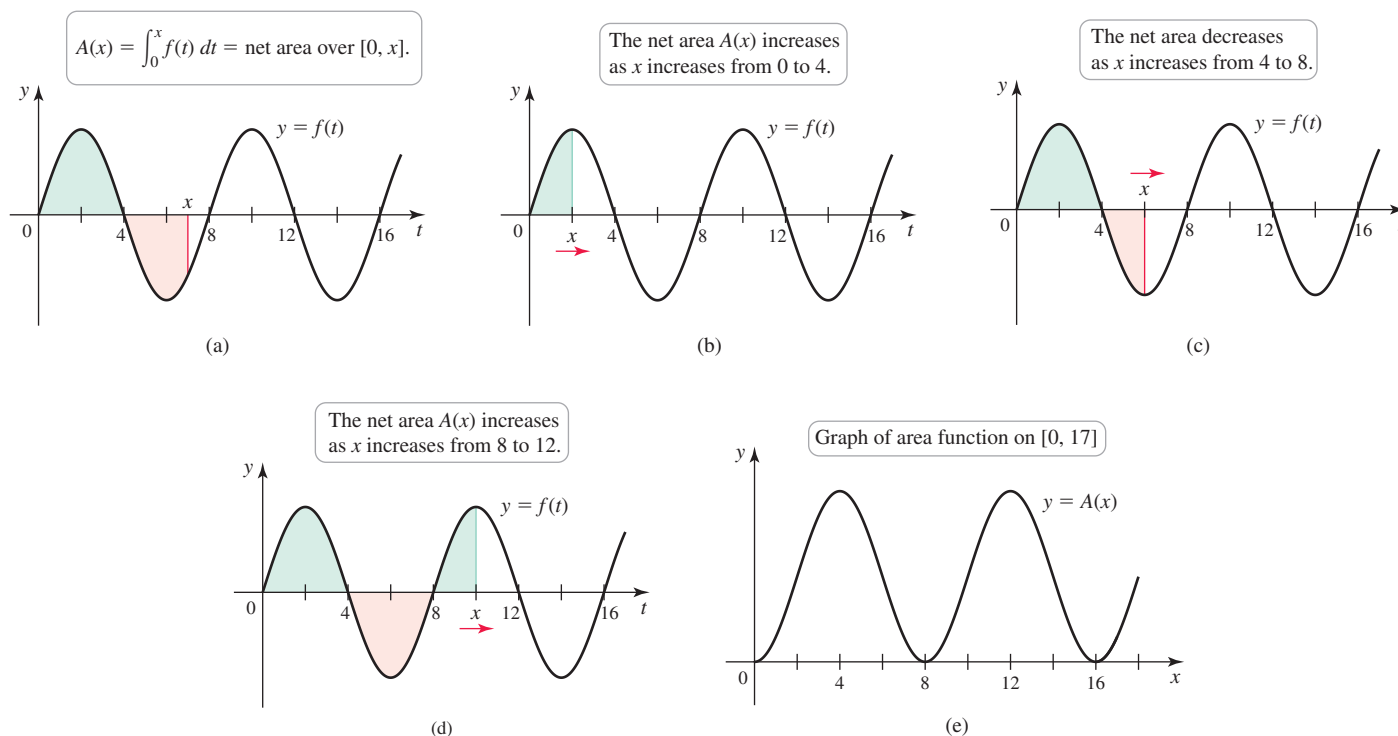 A(x) = ∫₀ˣ f(t) dt = net area over [0, x].
y
y = f(t)
x
0
4
8
12
16
t
(a)
The net area A(x) increases
as x increases from 0 to 4.
y
y = f(t)
0
x
4
8
12
16
t
(b)
The net area decreases
as x increases from 4 to 8.
y
y = f(t)
x
0
4
8
12
16
(c)
The net area A(x) increases
as x increases from 8 to 12.
y
y = f(t)
0
4
8
x
12
16
t
(d)
Graph of area function on [0, 17]
y
y = A(x)
0
4
8
12
16
x
(e)